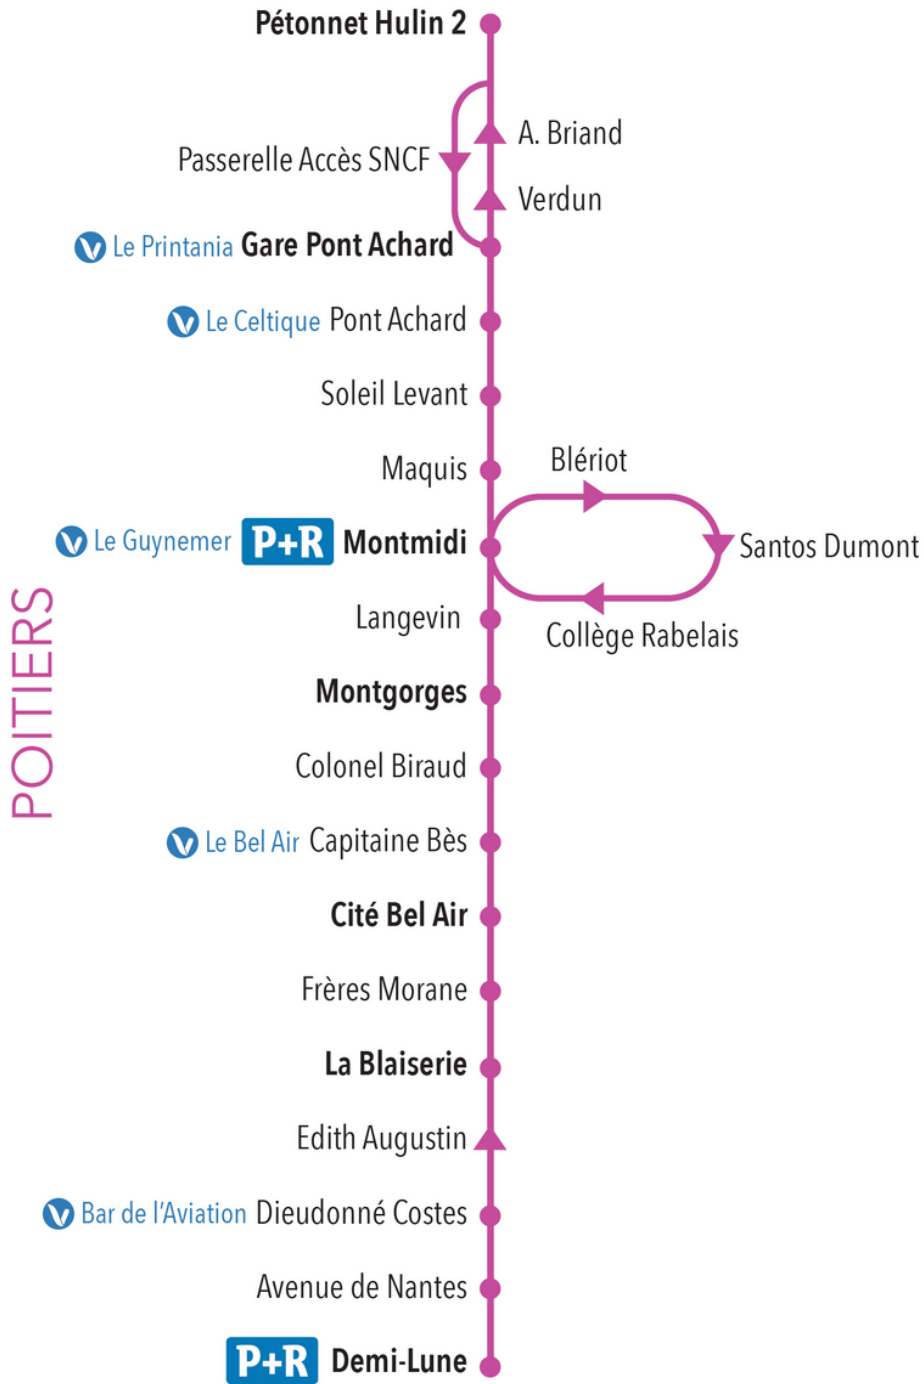 Pétonnet Hulin 2
A. Briand
Passerelle Accès SNCF
Verdun
Le Printania Gare Pont Achard
Le Celtique Pont Achard
Soleil Levant
Maquis
Blériot
Le Guynemer P+R Montmidi
Santos Dumont
Langevin
Collège Rabelais
POITIERS
Montgorges
Colonel Biraud
Le Bel Air Capitaine Bès
Cité Bel Air
Frères Morane
La Blaiserie
Edith Augustin
Bar de l'Aviation Dieudonné Costes
Avenue de Nantes
P+R Demi-Lune